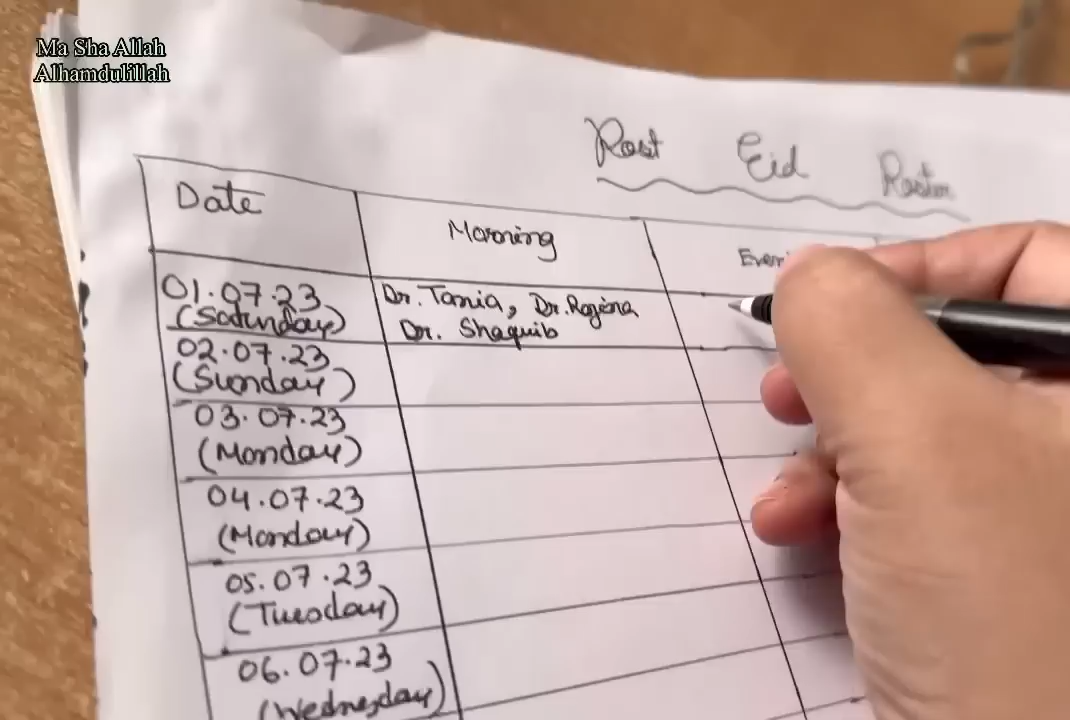 Ma Sha Allah
Alhamdulillah
Post Eid Roster
Date
Morning
01.07.23
(Saturday)
Dr. Tania, Dr. Rojina
Dr. Shaquib
02.07.23
(Sunday)
03.07.23
(Monday)
04.07.23
(Monday)
05.07.23
(Tuesday)
06.07.23
(Wednesday)